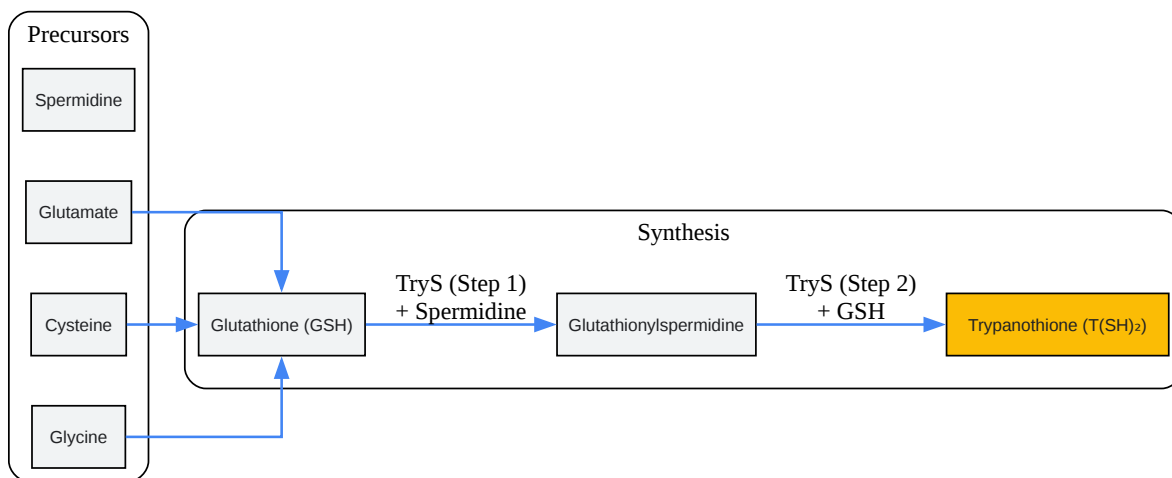 Precursors
Spermidine
Glutamate
Cysteine
Glycine
Synthesis
Glutathione (GSH)
TryS (Step 1)
+ Spermidine
Glutathionylspermidine
TryS (Step 2)
+ GSH
Trypanothione (T(SH)₂)